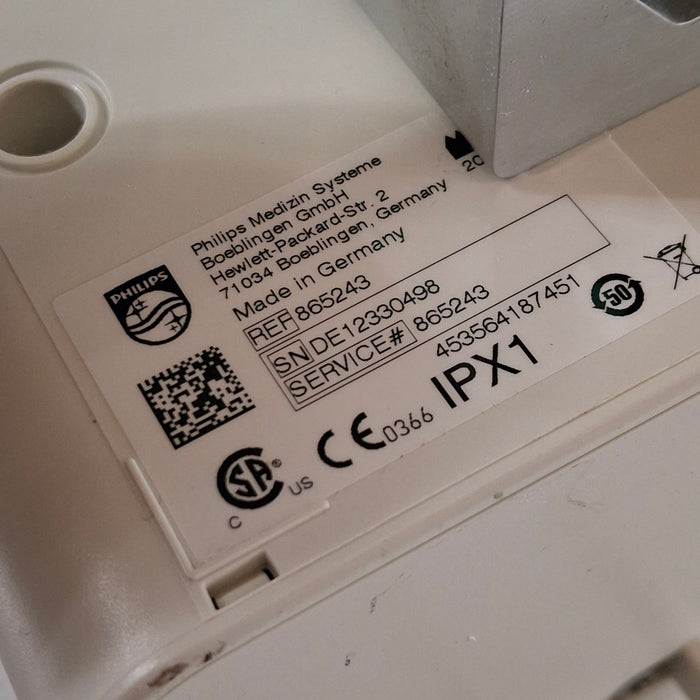 Philips Medizin Systeme
Boeblingen GmbH
Hewlett-Packard-Str. 2
71034 Boeblingen, Germany
Made in Germany
20
PHILIPS
REF 865243
SN DE12330498
SERVICE# 865243
453564187451
50
CSA ®
C US
CE 0366
IPX1